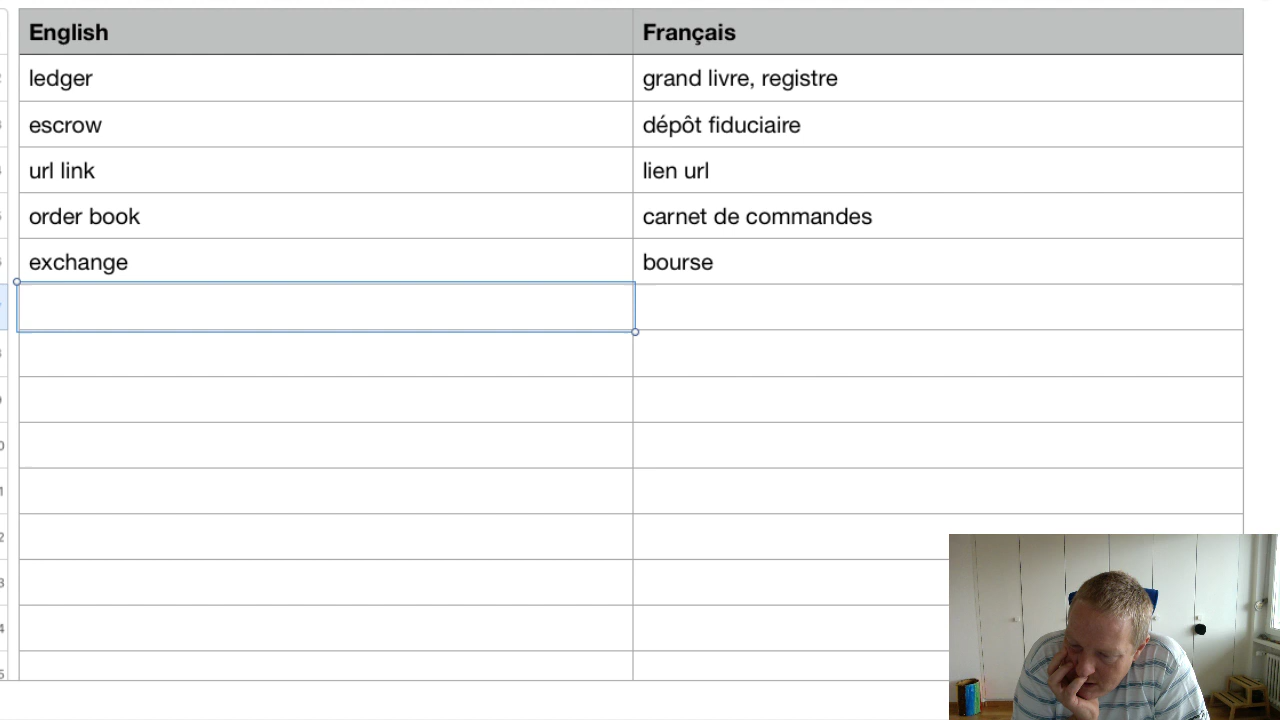 English Français
ledger grand livre, registre
escrow dépôt fiduciaire
url link lien url
order book carnet de commandes
exchange bourse